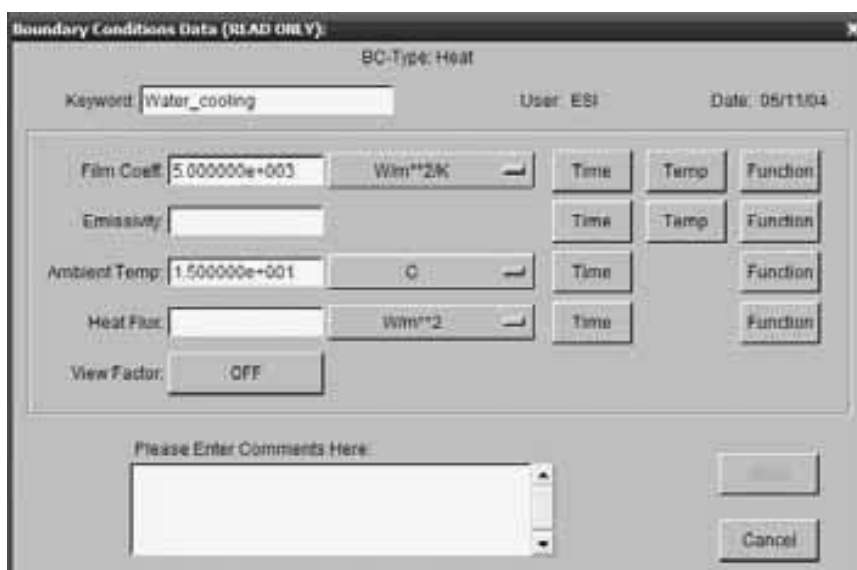 Boundary Conditions Data (READ ONLY):
BC-Type: Heat
Keyword: Water_cooling User: ESI Date: 05/11/04
Film Coeff: 5.000000e+003 W/m**2/K Time Temp Function
Emissivity: Time Temp Function
Ambient Temp: 1.500000e+001 C Time Function
Heat Flux: W/m**2 Time Function
View Factor: OFF
Please Enter Comments Here:
Cancel